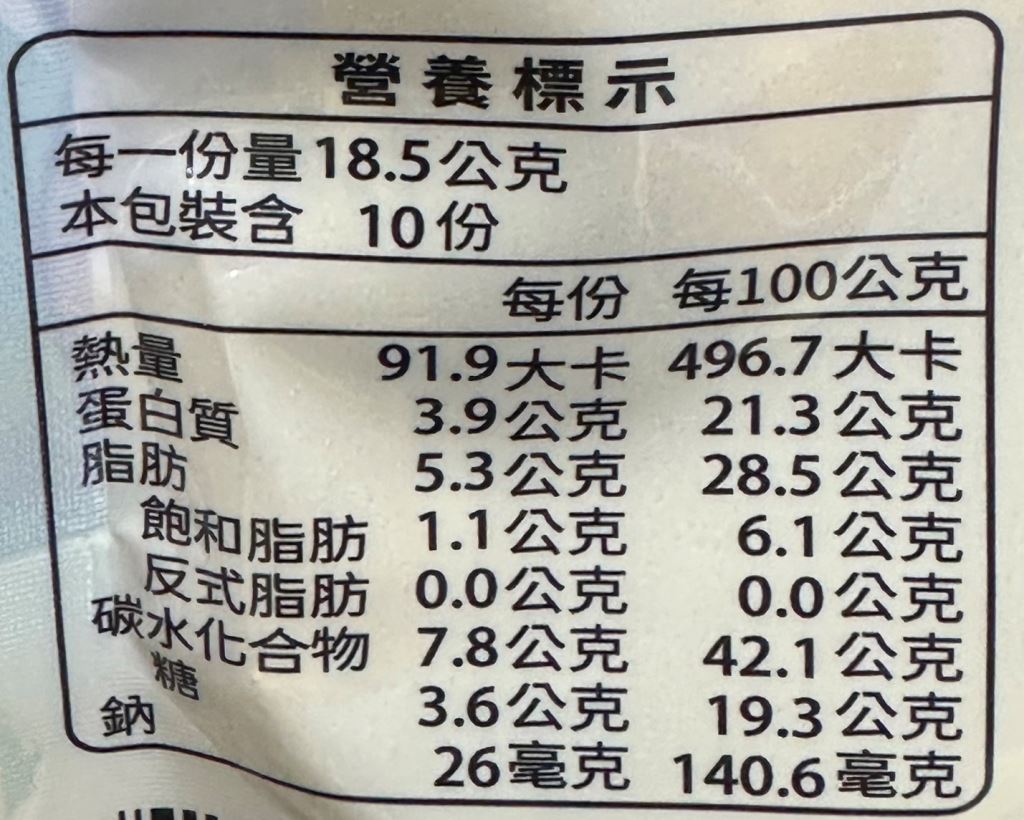 營養標示
每一份量18.5公克
本包裝含 10份
每份 每100公克
熱量 91.9大卡 496.7大卡
蛋白質 3.9公克 21.3公克
脂肪 5.3公克 28.5公克
飽和脂肪 1.1公克 6.1公克
反式脂肪 0.0公克 0.0公克
碳水化合物 7.8公克 42.1公克
糖 3.6公克 19.3公克
鈉 26毫克 140.6毫克